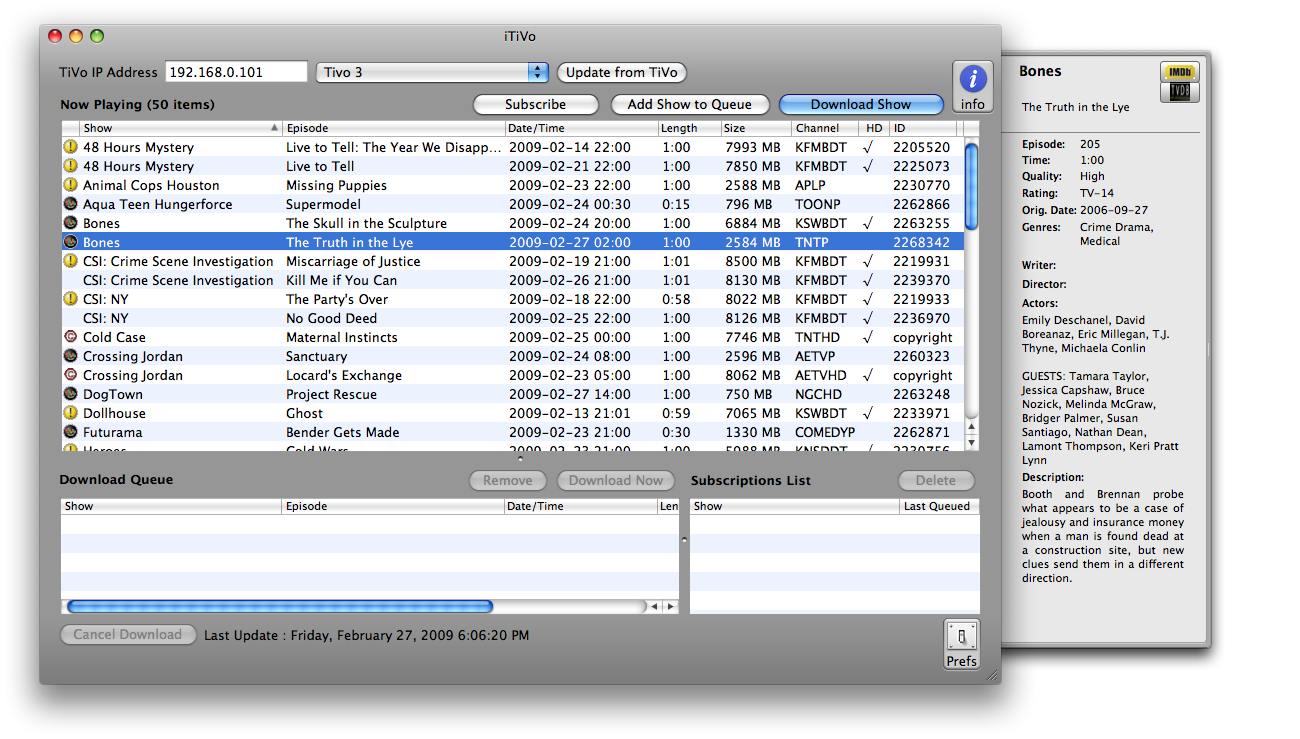 iTiVo
TiVo IP Address 192.168.0.101 Tivo 3 Update from TiVo
info
Now Playing (50 items) Subscribe Add Show to Queue Download Show
Show Episode Date/Time Length Size Channel HD ID
48 Hours Mystery Live to Tell: The Year We Disapp... 2009-02-14 22:00 1:00 7993 MB KFMBDT √ 2205520
48 Hours Mystery Live to Tell 2009-02-21 22:00 1:00 7850 MB KFMBDT √ 2225073
Animal Cops Houston Missing Puppies 2009-02-23 22:00 1:00 2588 MB APLP 2230770
Aqua Teen Hungerforce Supermodel 2009-02-24 00:30 0:15 796 MB TOONP 2262866
Bones The Skull in the Sculpture 2009-02-24 20:00 1:00 6884 MB KSWBDT √ 2263255
Bones The Truth in the Lye 2009-02-27 02:00 1:00 2584 MB TNTP 2268342
CSI: Crime Scene Investigation Miscarriage of Justice 2009-02-19 21:00 1:01 8500 MB KFMBDT √ 2219931
CSI: Crime Scene Investigation Kill Me if You Can 2009-02-26 21:00 1:01 8130 MB KFMBDT √ 2239370
CSI: NY The Party's Over 2009-02-18 22:00 0:58 8022 MB KFMBDT √ 2219933
CSI: NY No Good Deed 2009-02-25 22:00 1:00 8126 MB KFMBDT √ 2236970
Cold Case Maternal Instincts 2009-02-25 00:00 1:00 7746 MB TNTHD √ copyright
Crossing Jordan Sanctuary 2009-02-24 08:00 1:00 2596 MB AETVP 2260323
Crossing Jordan Locard's Exchange 2009-02-23 05:00 1:00 8062 MB AETVHD √ copyright
DogTown Project Rescue 2009-02-27 14:00 1:00 750 MB NGCHD 2263248
Dollhouse Ghost 2009-02-13 21:01 0:59 7065 MB KSWBDT √ 2233971
Futurama Bender Gets Made 2009-02-23 21:00 0:30 1330 MB COMEDYP 2262871
Heroes Cold Wars 2009-02-23 21:00 1:00 5988 MB KNSDDT √ 2230756
Download Queue Remove Download Now Subscriptions List Delete
Show Episode Date/Time Len Show Last Queued
Cancel Download Last Update : Friday, February 27, 2009 6:06:20 PM
Prefs
Bones
IMDb
TVDB
The Truth in the Lye
Episode: 205
Time: 1:00
Quality: High
Rating: TV-14
Orig. Date: 2006-09-27
Genres: Crime Drama,
Medical
Writer:
Director:
Actors:
Emily Deschanel, David
Boreanaz, Eric Millegan, T.J.
Thyne, Michaela Conlin
GUESTS: Tamara Taylor,
Jessica Capshaw, Bruce
Nozick, Melinda McGraw,
Bridger Palmer, Susan
Santiago, Nathan Dean,
Lamont Thompson, Keri Pratt
Lynn
Description:
Booth and Brennan probe
what appears to be a case of
jealousy and insurance money
when a man is found dead at
a construction site, but new
clues send them in a different
direction.